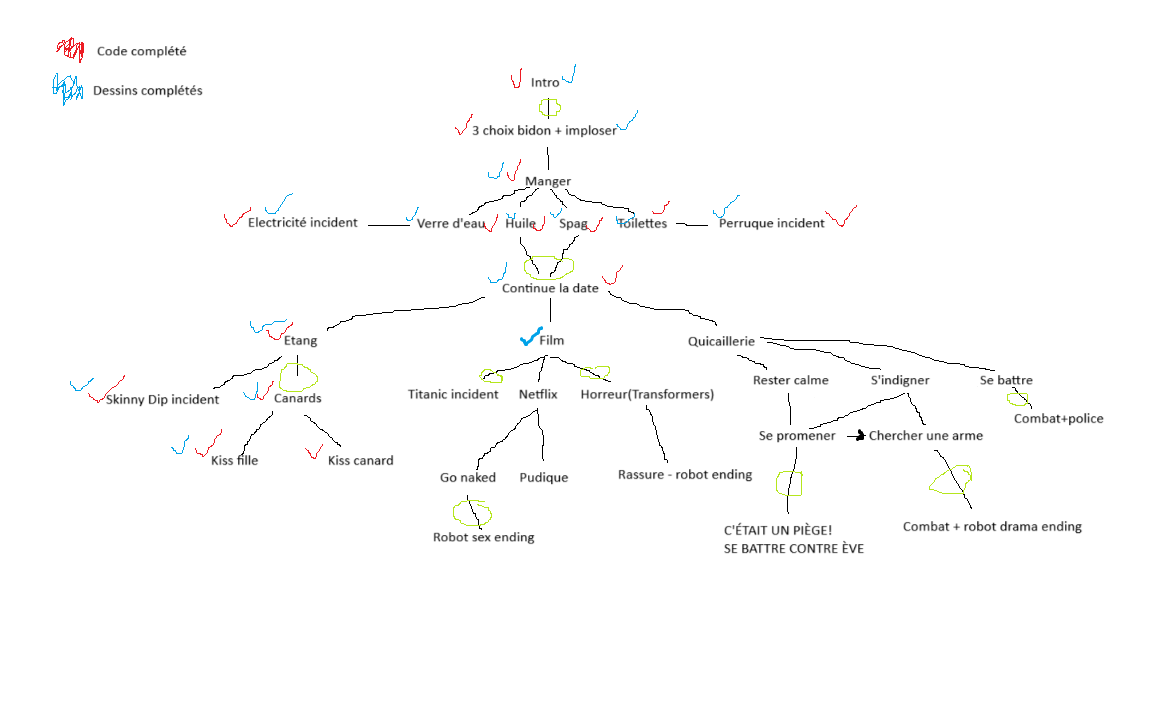 Code complété
Dessins complétés
Intro
3 choix bidon + imploser
Manger
Electricité incident
Verre d'eau
Huile
Spag
Toilettes
Perruque incident
Continue la date
Etang
Film
Quicaillerie
Skinny Dip incident
Canards
Titanic incident
Netflix
Horreur(Transformers)
Rester calme
S'indigner
Se battre
Combat+police
Kiss fille
Kiss canard
Go naked
Pudique
Rassure - robot ending
Se promener
Chercher une arme
Robot sex ending
C'ÉTAIT UN PIÈGE!
SE BATTRE CONTRE ÈVE
Combat + robot drama ending